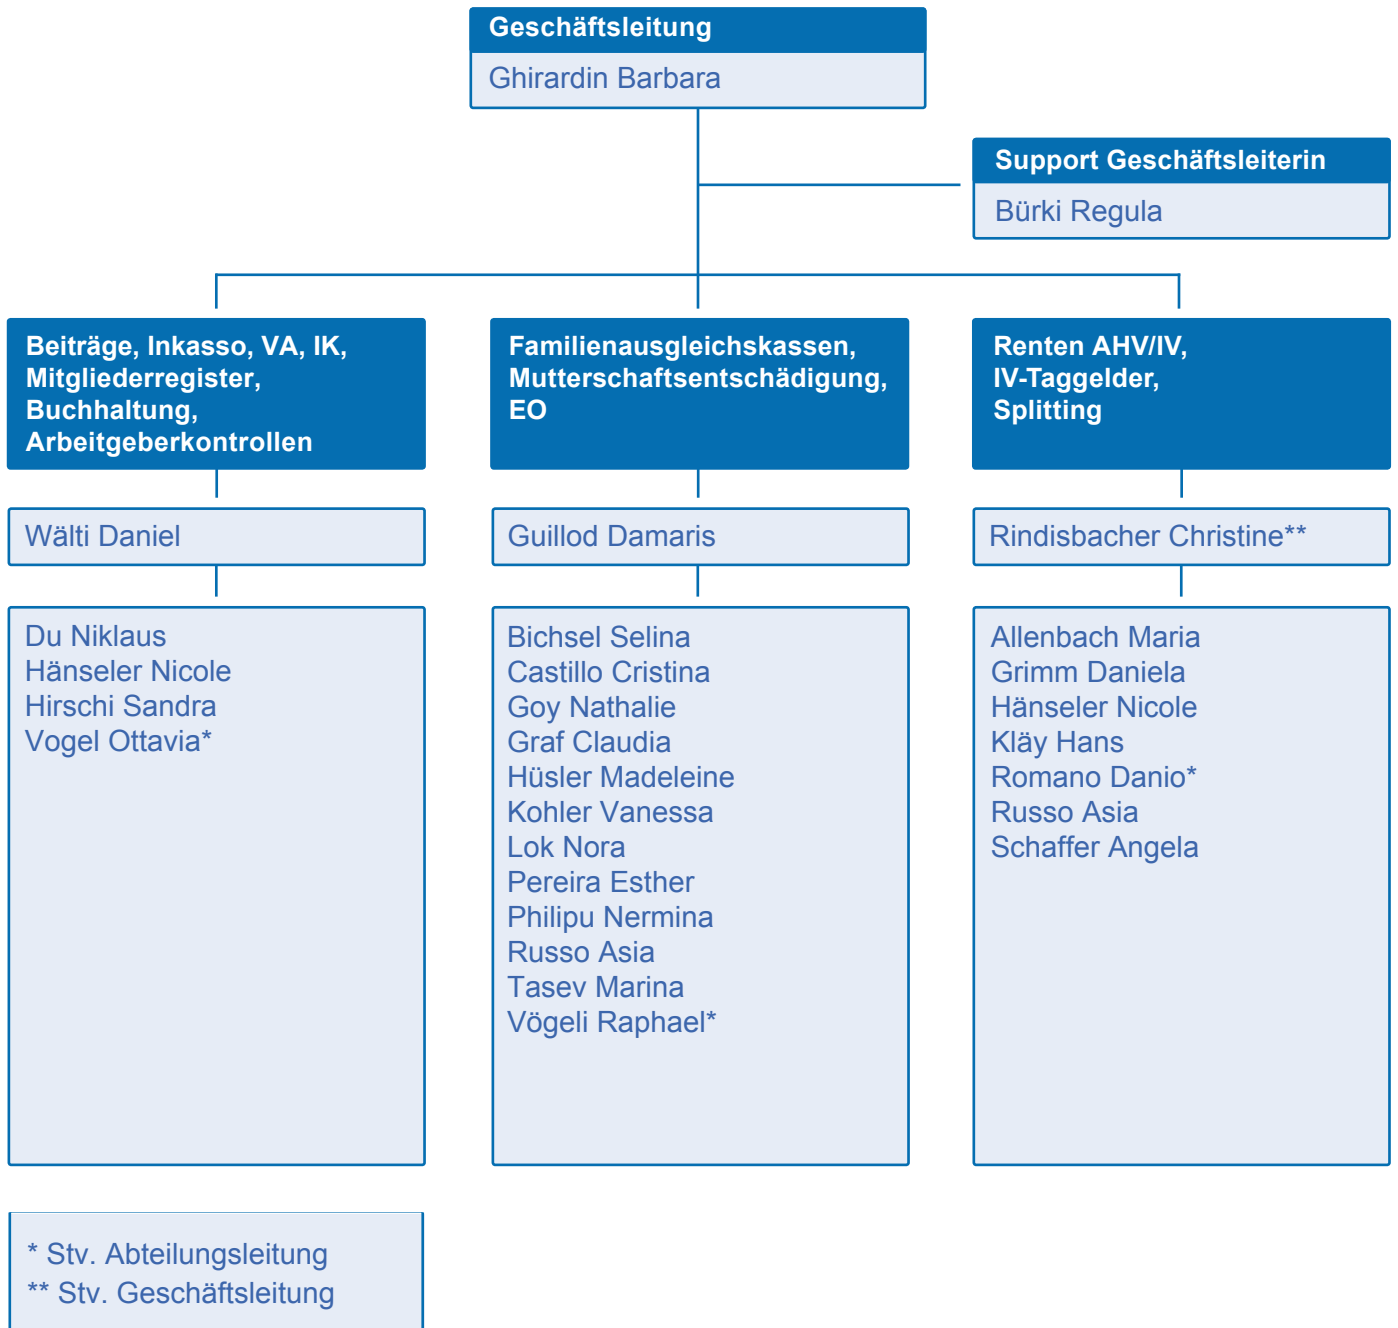 Geschäftsleitung
Ghirardin Barbara
Support Geschäftsleiterin
Bürki Regula
Beiträge, Inkasso, VA, IK,
Mitgliederregister,
Buchhaltung,
Arbeitgeberkontrollen
Wälti Daniel
Du Niklaus
Hänseler Nicole
Hirschi Sandra
Vogel Ottavia*
Familienausgleichskassen,
Mutterschaftsentschädigung,
EO
Guillod Damaris
Bichsel Selina
Castillo Cristina
Goy Nathalie
Graf Claudia
Hüsler Madeleine
Kohler Vanessa
Lok Nora
Pereira Esther
Philipu Nermina
Russo Asia
Tasev Marina
Vögeli Raphael*
Renten AHV/IV,
IV-Taggelder,
Splitting
Rindisbacher Christine**
Allenbach Maria
Grimm Daniela
Hänseler Nicole
Kläy Hans
Romano Danio*
Russo Asia
Schaffer Angela
* Stv. Abteilungsleitung
** Stv. Geschäftsleitung